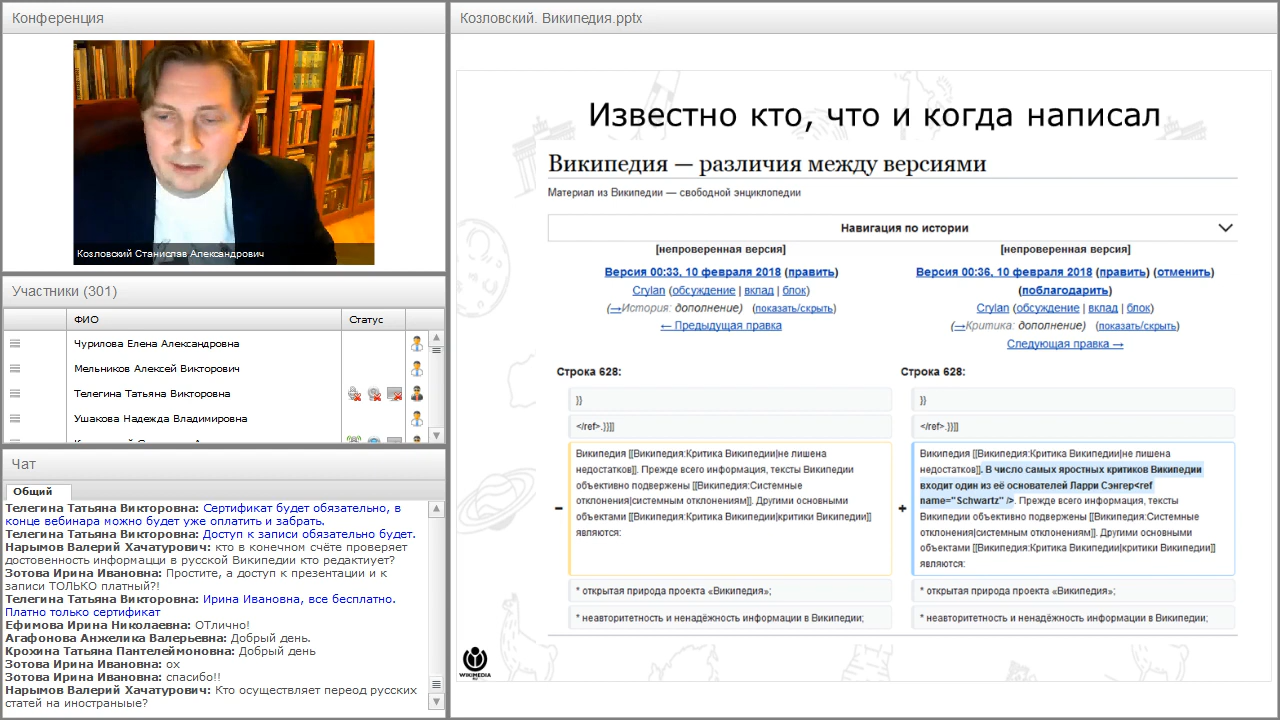 Конференция
Козловский Станислав Александрович
Участники (301)
ФИО
Статус
Чурилова Елена Александровна
Мельников Алексей Викторович
Телегина Татьяна Викторовна
Ушакова Надежда Владимировна
Чат
Общий
Телегина Татьяна Викторовна: Сертификат будет обязательно, в
конце вебинара можно будет уже оплатить и забрать.
Телегина Татьяна Викторовна: Доступ к записи обязательно будет.
Нарымов Валерий Хачатурович: кто в конечном счёте проверяет
достовенность информацци в русской Википедии кто редактиует?
Зотова Ирина Ивановна: Простите, а доступ к презентации и к
записи ТОЛЬКО платный?!
Телегина Татьяна Викторовна: Ирина Ивановна, все бесплатно.
Платно только сертификат
Ефимова Ирина Николаевна: ОТлично!
Агафонова Анжелика Валерьевна: Добрый день.
Крохина Татьяна Пантелеймоновна: Добрый день
Зотова Ирина Ивановна: ох
Зотова Ирина Ивановна: спасибо!!
Нарымов Валерий Хачатурович: Кто осуществляет переод русских
статей на иностраныые?
Козловский. Википедия.pptx
Известно кто, что и когда написал
Википедия — различия между версиями
Материал из Википедии — свободной энциклопедии
Навигация по истории
[непроверенная версия]
Версия 00:33, 10 февраля 2018 (править)
Crylan (обсуждение | вклад | блок)
(→История: дополнение) (показать/скрыть)
← Предыдущая правка
[непроверенная версия]
Версия 00:36, 10 февраля 2018 (править) (отменить)
(поблагодарить)
Crylan (обсуждение | вклад | блок)
(→Критика: дополнение) (показать/скрыть)
Следующая правка →
Строка 628:
}}
</ref>.}}]]
− Википедия [[Википедия:Критика Википедии|не лишена
недостатков]]. Прежде всего информация, тексты Википедии
объективно подвержены [[Википедия:Системные
отклонения|системным отклонениям]]. Другими основными
объектами [[Википедия:Критика Википедии|критики Википедии]]
являются:
* открытая природа проекта «Википедия»;
* неавторитетность и ненадёжность информации в Википедии;
Строка 628:
}}
</ref>.}}]]
+ Википедия [[Википедия:Критика Википедии|не лишена
недостатков]]. В число самых яростных критиков Википедии
входит один из её основателей Ларри Сэнгер<ref
name="Schwartz" />. Прежде всего информация, тексты
Википедии объективно подвержены [[Википедия:Системные
отклонения|системным отклонениям]]. Другими основными
объектами [[Википедия:Критика Википедии|критики Википедии]]
являются:
* открытая природа проекта «Википедия»;
* неавторитетность и ненадёжность информации в Википедии;
WIKIMEDIA
RU